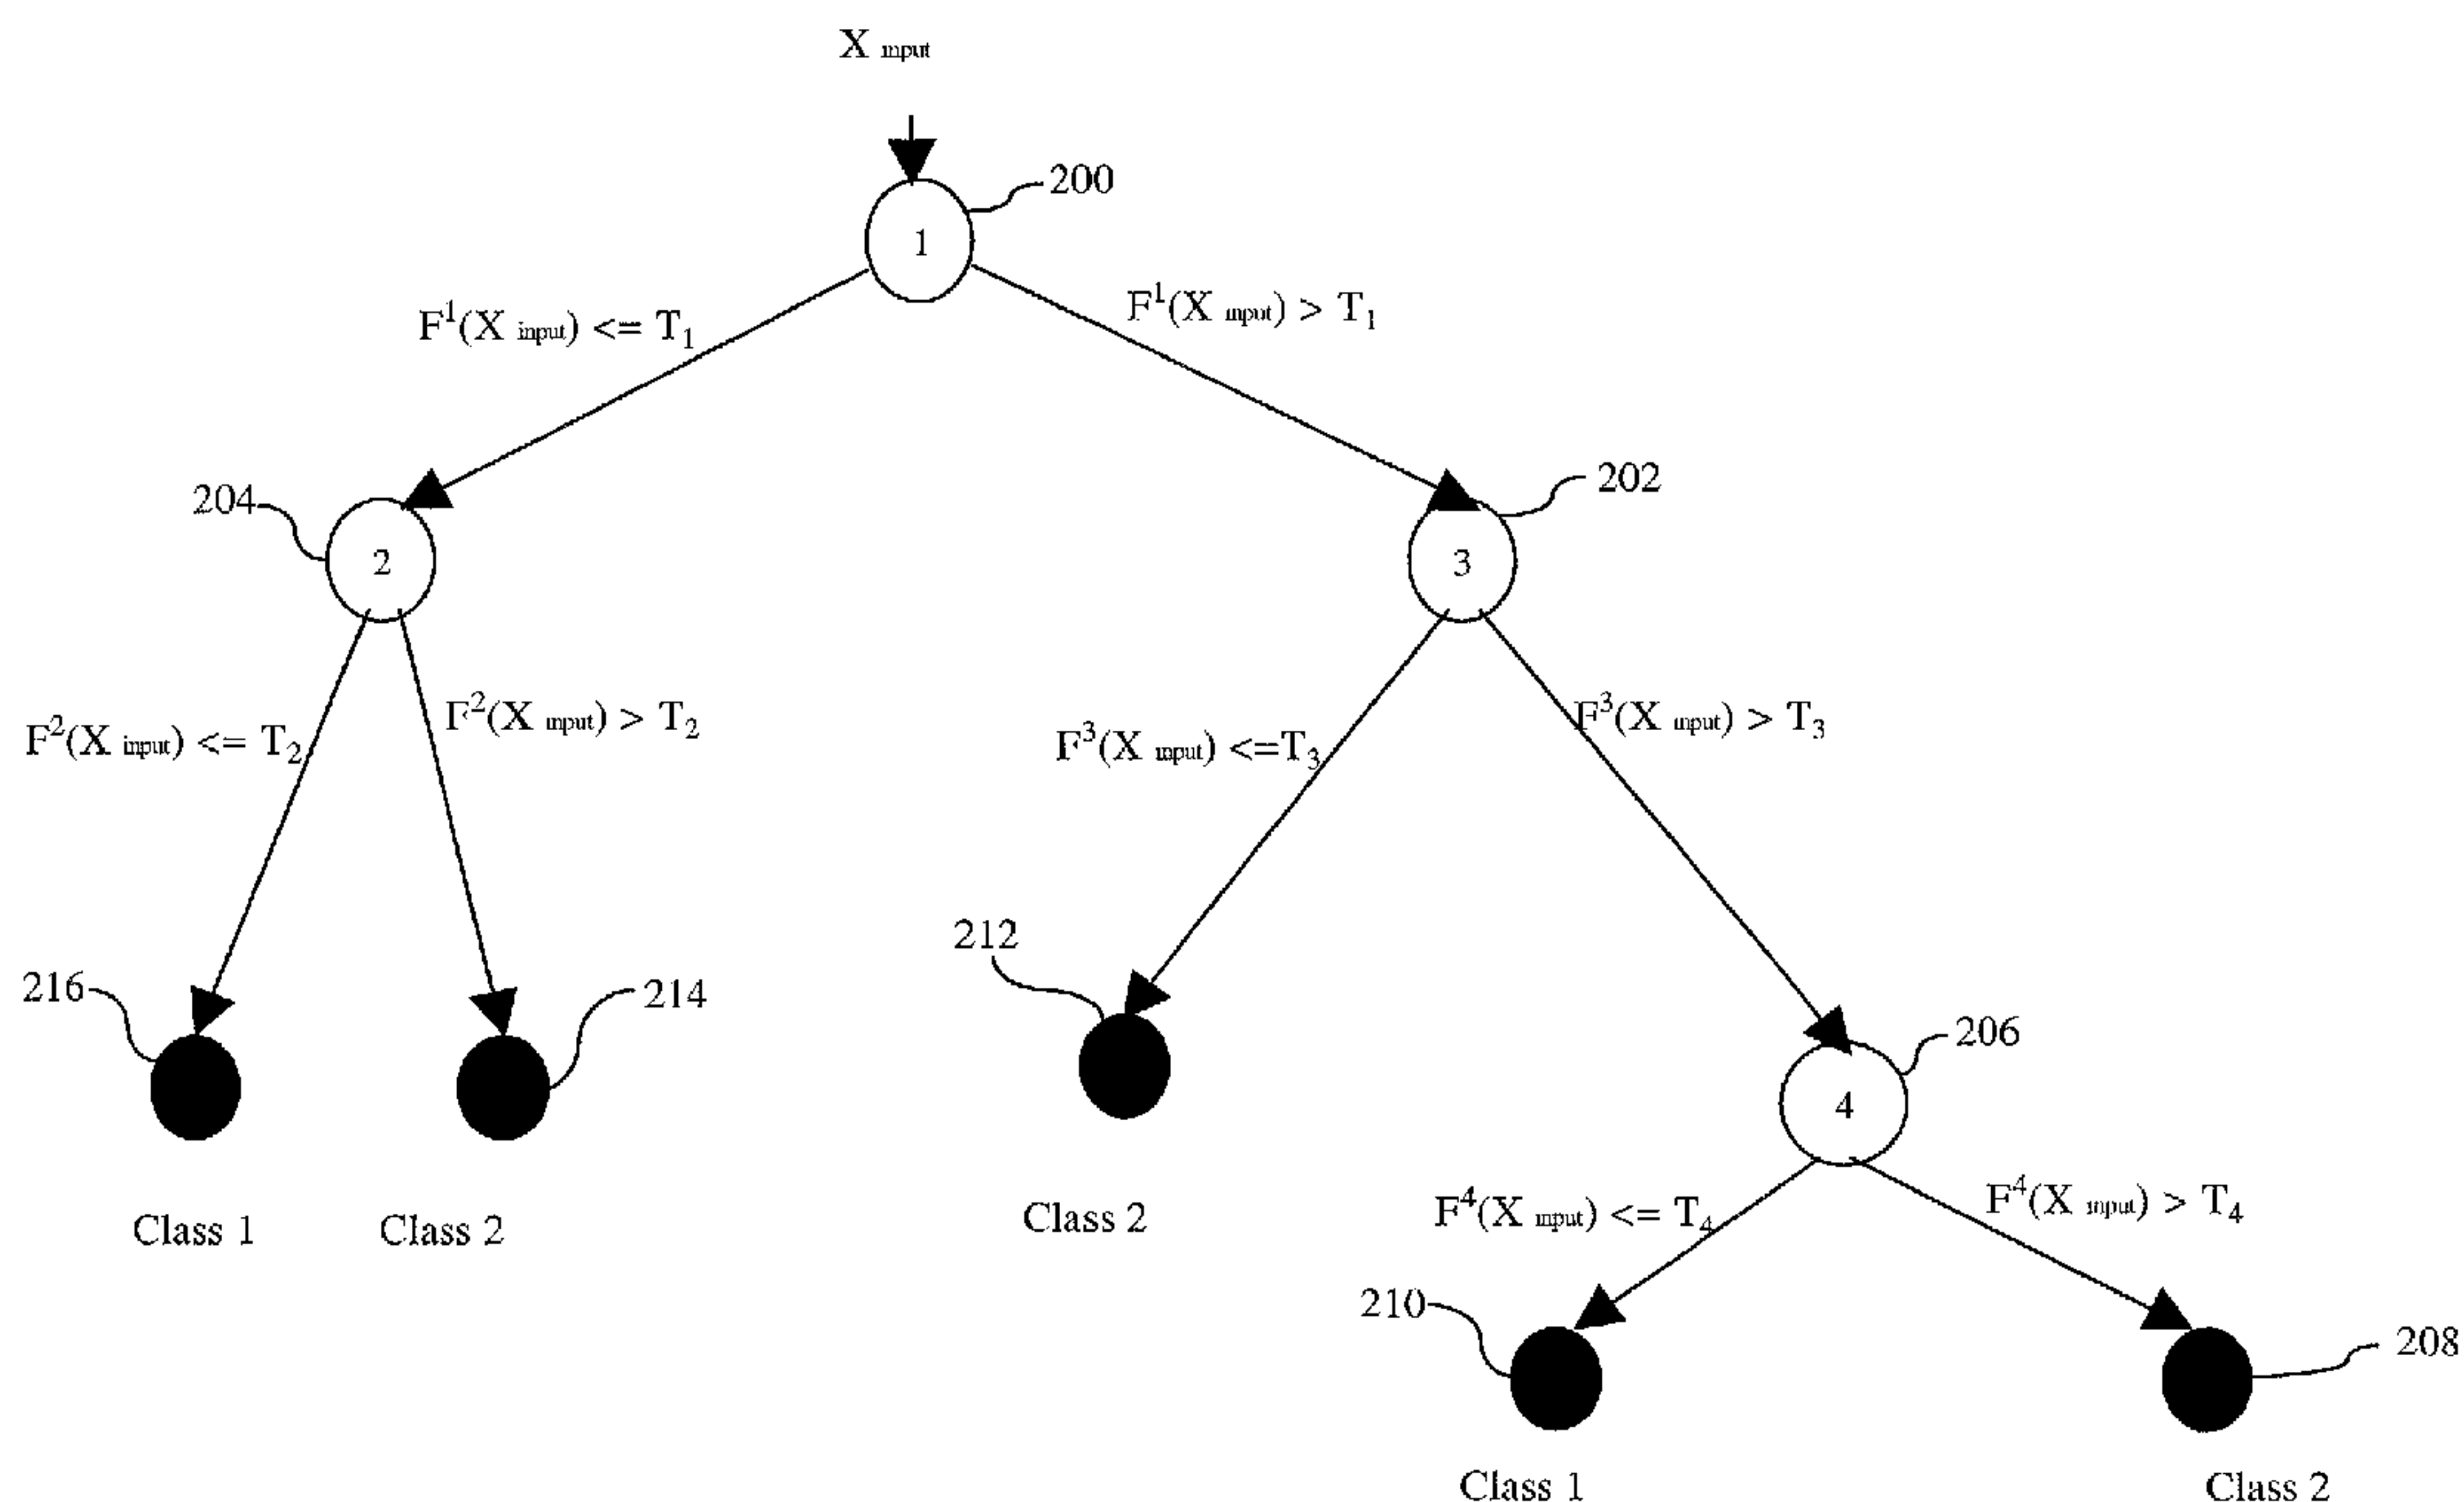 X input
200
1
F¹(X input) <= T₁
F¹(X input) > T₁
204
202
2
3
F²(X input) <= T₂
F²(X input) > T₂
F³(X input) <=T₃
F³(X input) > T₃
216
214
212
206
4
Class 1
Class 2
Class 2
F⁴(X input) <= T₄
F⁴(X input) > T₄
210
208
Class 1
Class 2